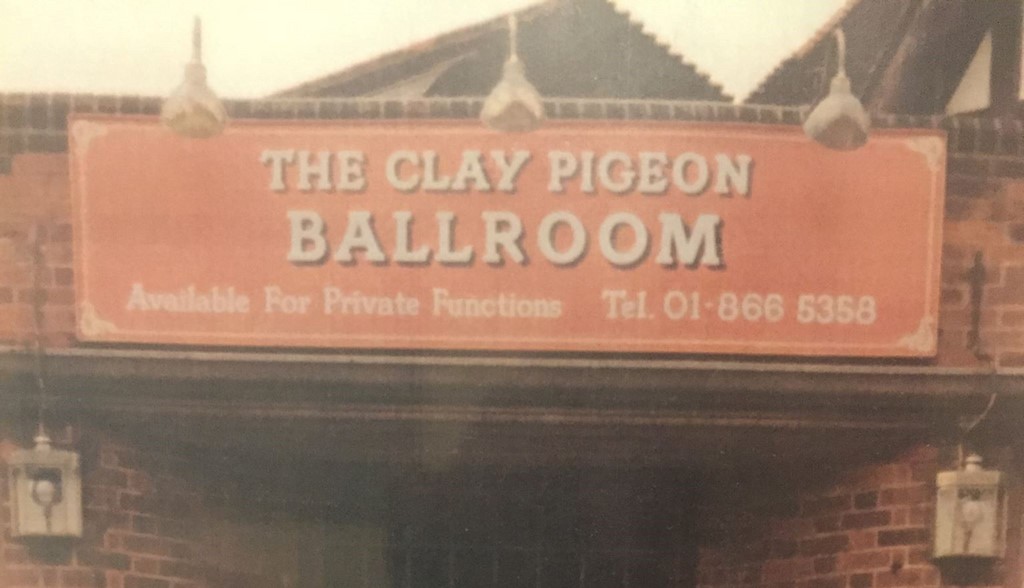 THE CLAY PIGEON
BALLROOM
Available For Private Functions Tel. 01-866 5358